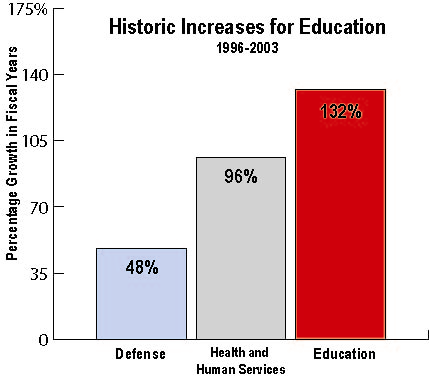 Historic Increases for Education
1996-2003
Percentage Growth in Fiscal Years
175%
140
105
70
35
0
48%
96%
132%
Defense
Health and
Human Services
Education